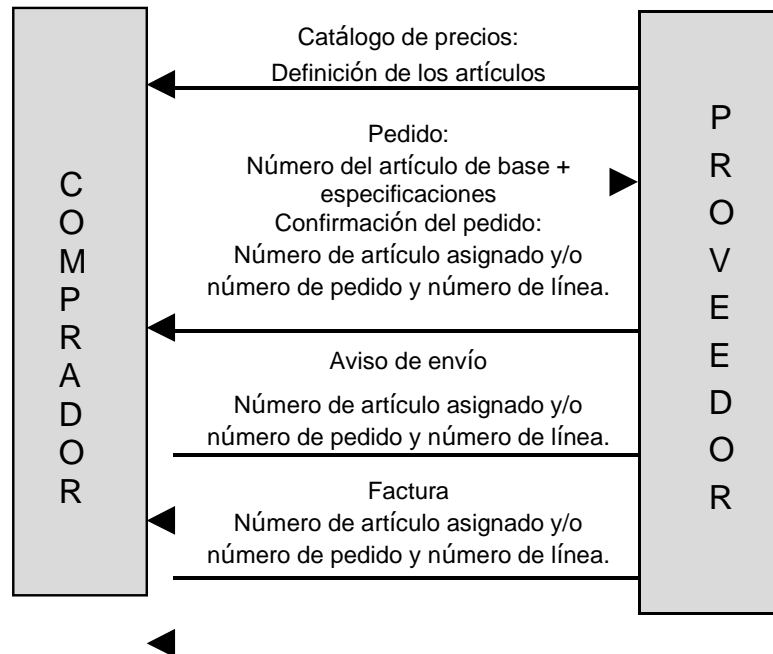 COMPRADOR
Catálogo de precios:
Definición de los artículos
Pedido:
Número del artículo de base +
especificaciones
Confirmación del pedido:
Número de artículo asignado y/o
número de pedido y número de línea.
Aviso de envío
Número de artículo asignado y/o
número de pedido y número de línea.
Factura
Número de artículo asignado y/o
número de pedido y número de línea.
PROVEEDOR